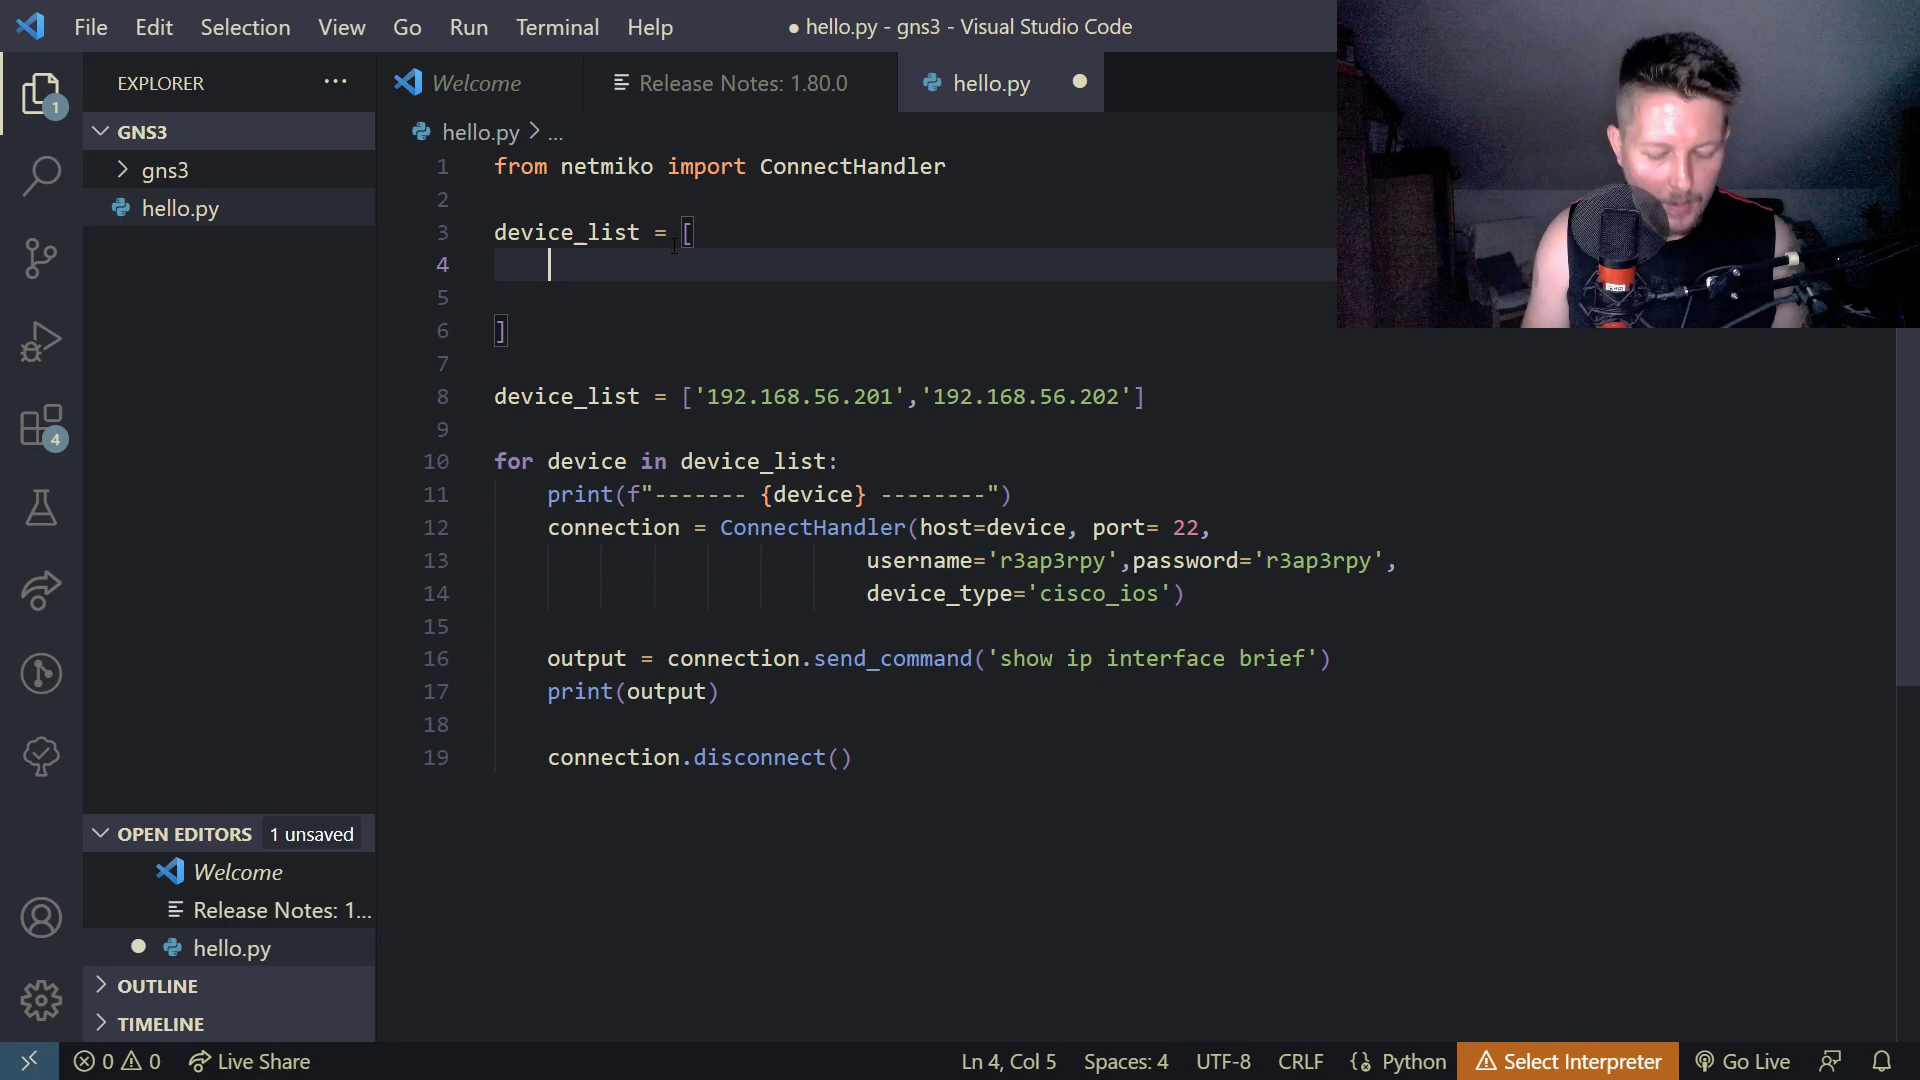 File Edit Selection View Go Run Terminal Help
● hello.py - gns3 - Visual Studio Code
EXPLORER
Welcome
Release Notes: 1.80.0
hello.py
1
GNS3
gns3
hello.py
hello.py > ...
1 from netmiko import ConnectHandler
2
3 device_list = [
4
5
6 ]
7
8 device_list = ['192.168.56.201','192.168.56.202']
9
10 for device in device_list:
11 print(f"------- {device} --------")
12 connection = ConnectHandler(host=device, port= 22,
13 username='r3ap3rpy',password='r3ap3rpy',
14 device_type='cisco_ios')
15
16 output = connection.send_command('show ip interface brief')
17 print(output)
18
19 connection.disconnect()
4
OPEN EDITORS 1 unsaved
Welcome
Release Notes: 1...
hello.py
OUTLINE
TIMELINE
0 0 Live Share
Ln 4, Col 5 Spaces: 4 UTF-8 CRLF Python Select Interpreter Go Live